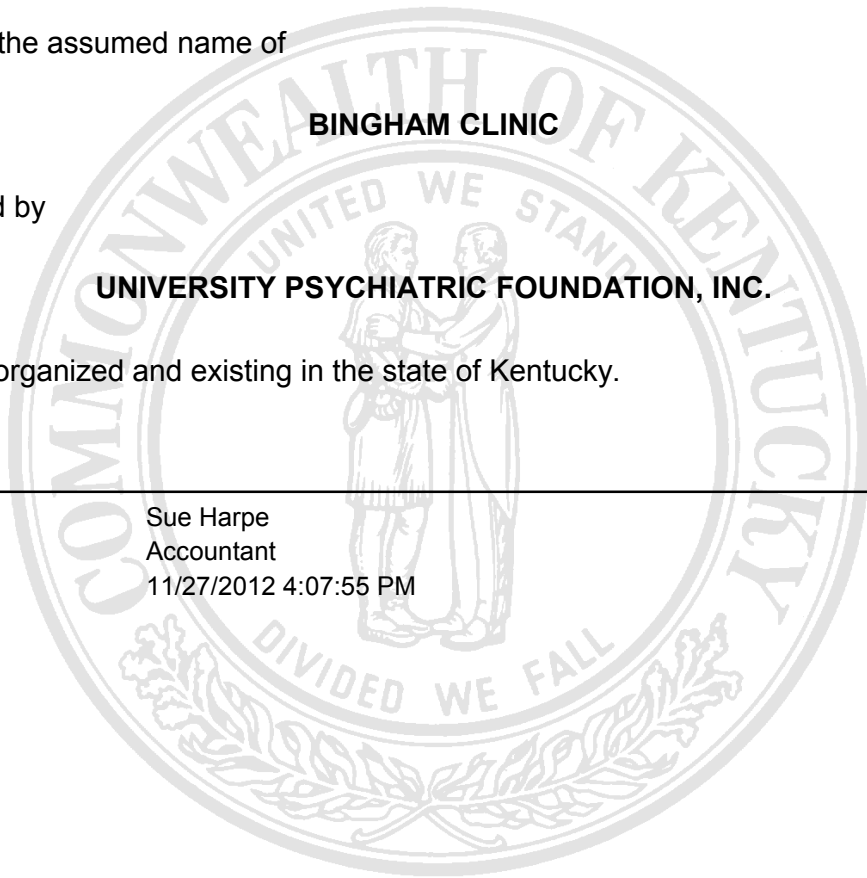 the assumed name of
BINGHAM CLINIC
d by
UNIVERSITY PSYCHIATRIC FOUNDATION, INC.
organized and existing in the state of Kentucky.
Sue Harpe
Accountant
11/27/2012 4:07:55 PM
COMMONWEALTH OF KENTUCKY
UNITED WE STAND
DIVIDED WE FALL